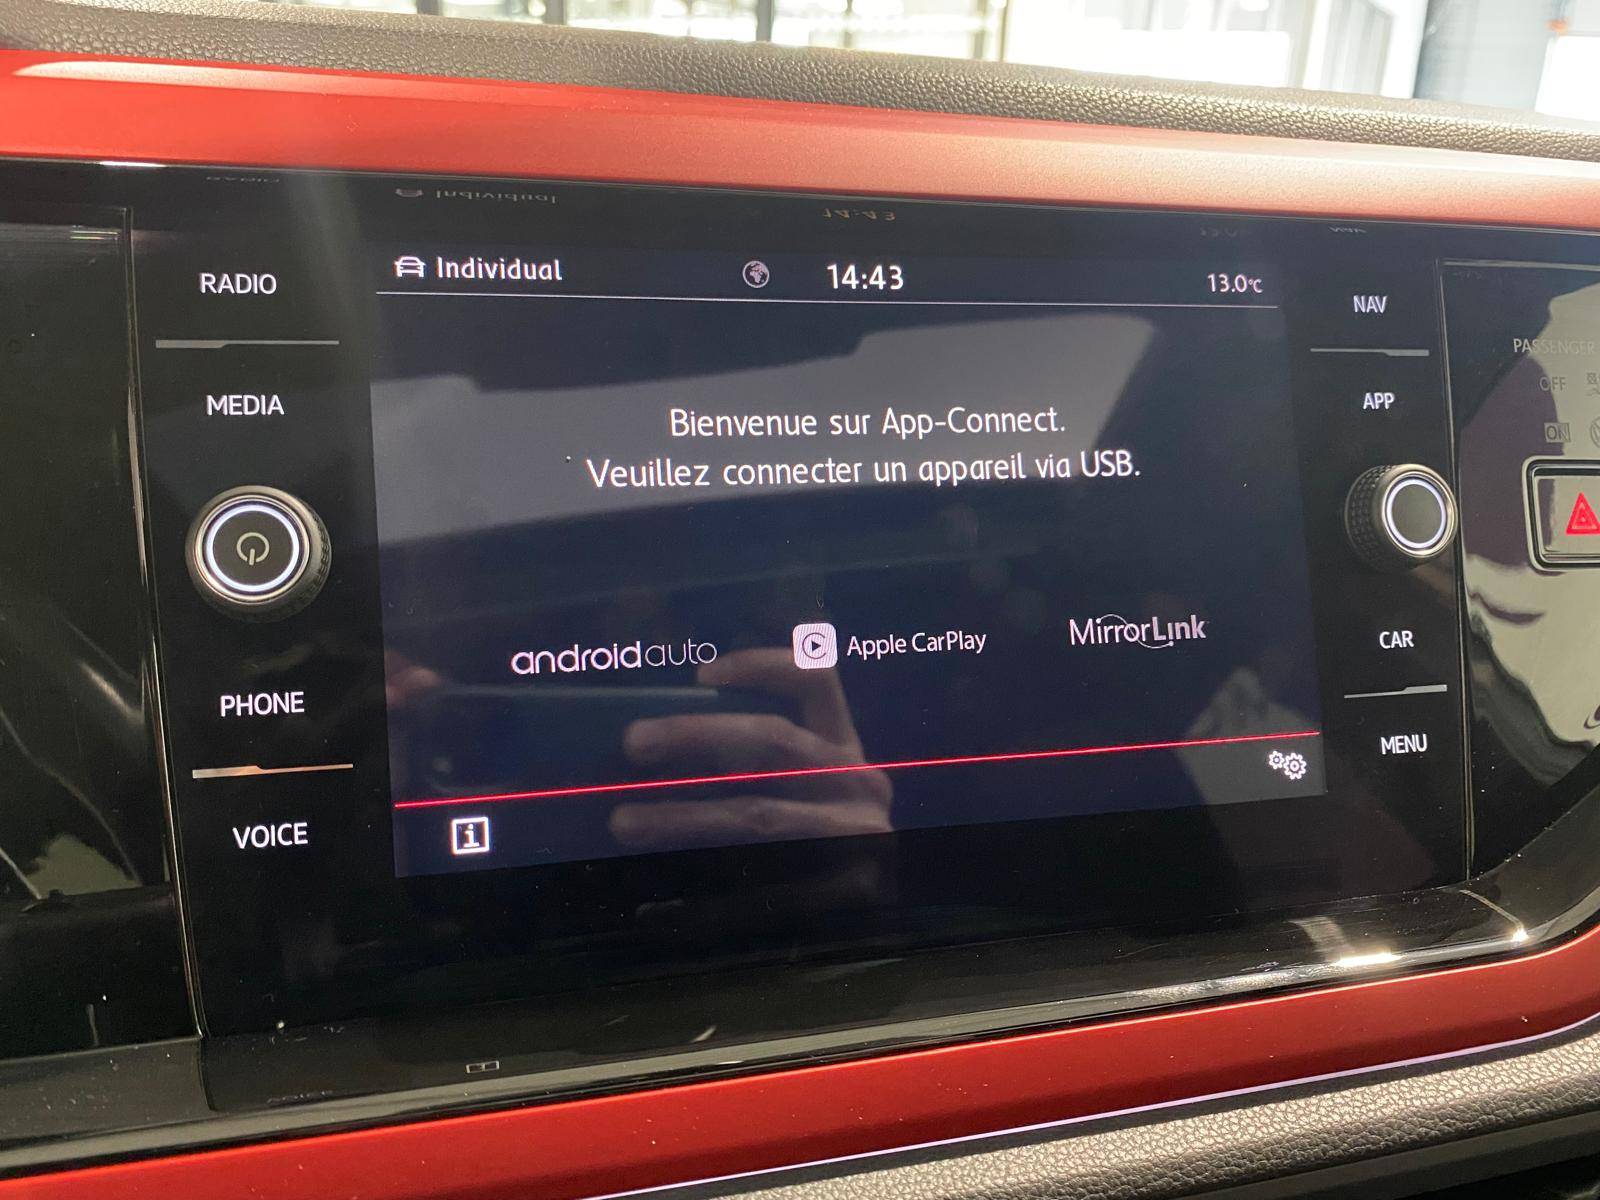 RADIO
MEDIA
PHONE
VOICE
Individual
14:43
13.0°C
Bienvenue sur App-Connect.
Veuillez connecter un appareil via USB.
androidauto
Apple CarPlay
MirrorLink
i
NAV
APP
CAR
MENU
PASSENGER
OFF
ON